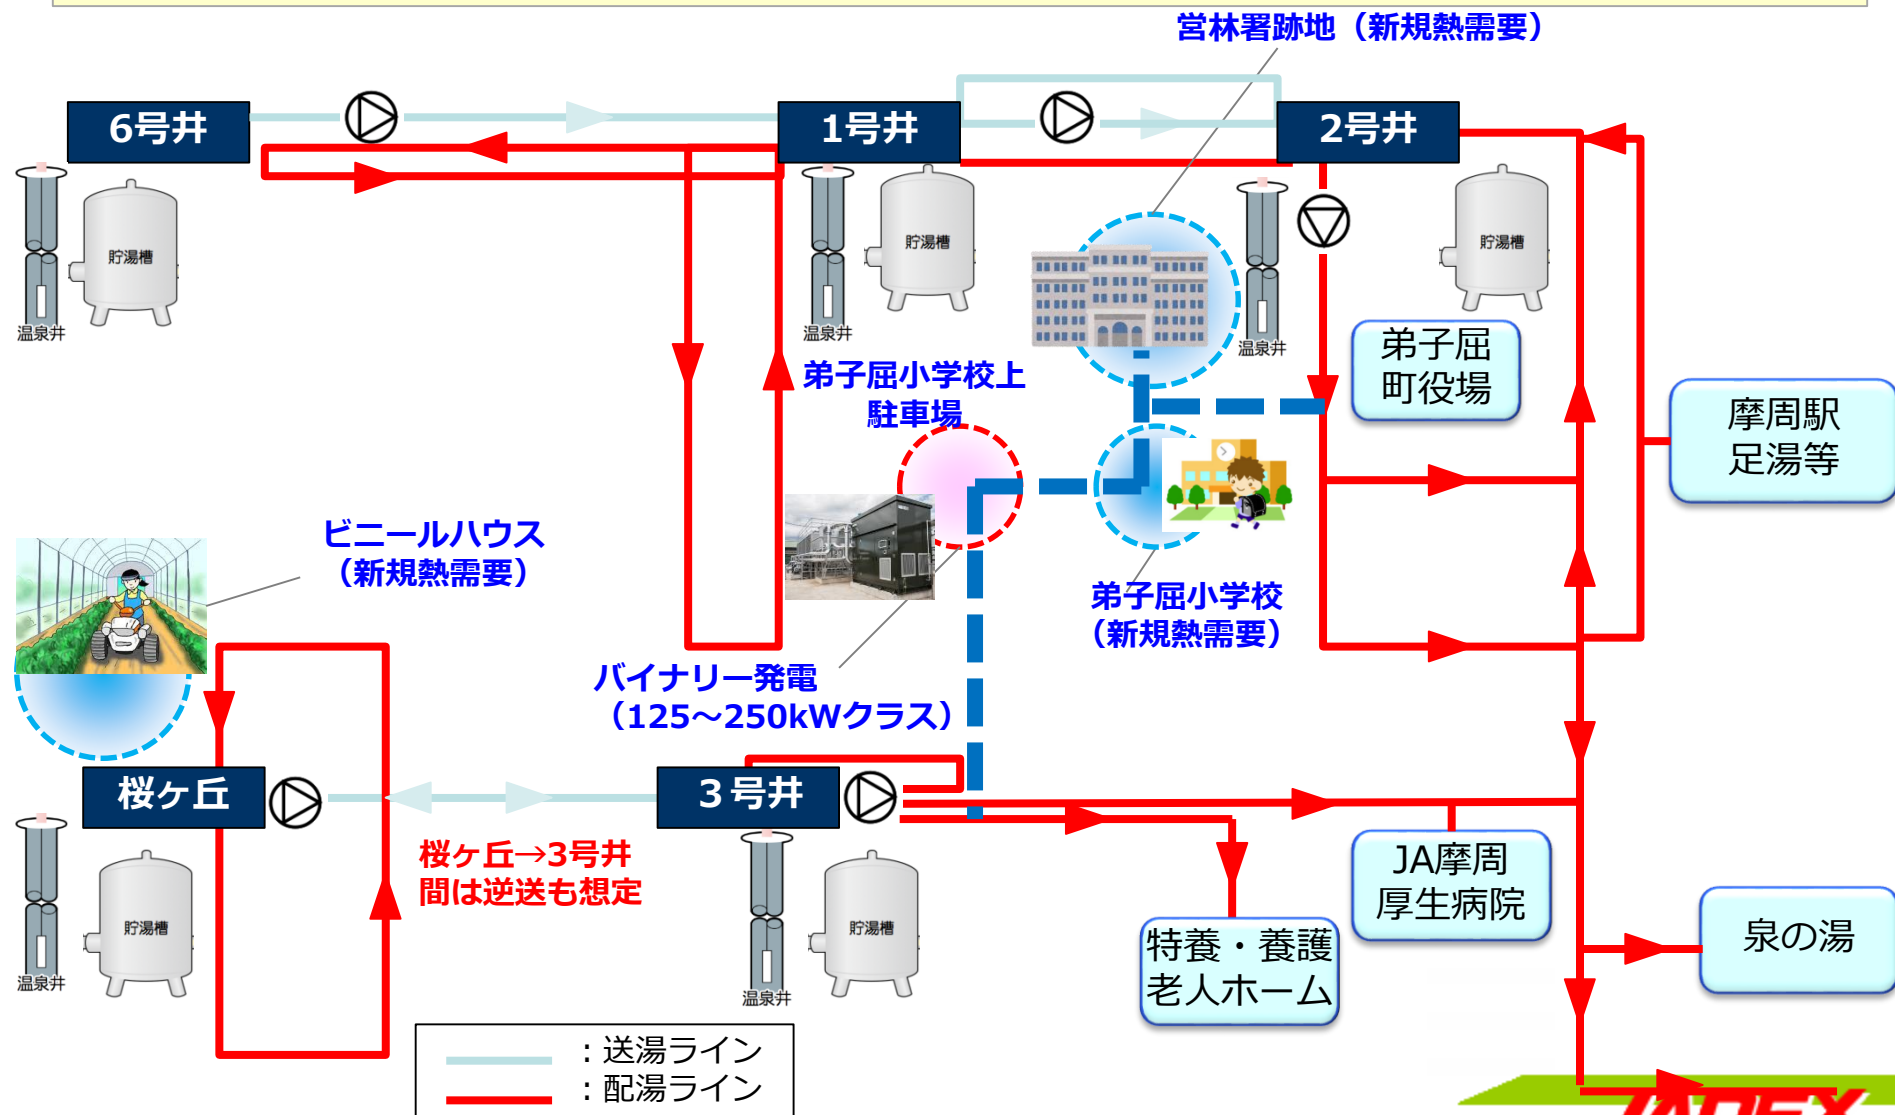 営林署跡地（新規熱需要）
6号井
1号井
2号井
貯湯槽
温泉井
貯湯槽
温泉井
貯湯槽
温泉井
弟子屈
町役場
弟子屈小学校上
駐車場
摩周駅
足湯等
ビニールハウス
（新規熱需要）
弟子屈小学校
（新規熱需要）
バイナリー発電
（125～250kWクラス）
桜ヶ丘
３号井
桜ヶ丘→3号井
間は逆送も想定
貯湯槽
温泉井
貯湯槽
温泉井
JA摩周
厚生病院
特養・養護
老人ホーム
泉の湯
：送湯ライン
：配湯ライン